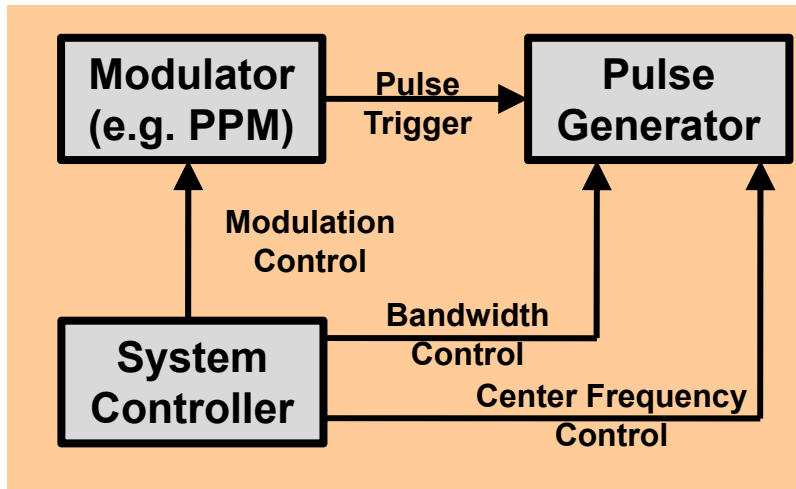 Modulator
(e.g. PPM)
Pulse
Trigger
Pulse
Generator
Modulation
Control
System
Controller
Bandwidth
Control
Center Frequency
Control